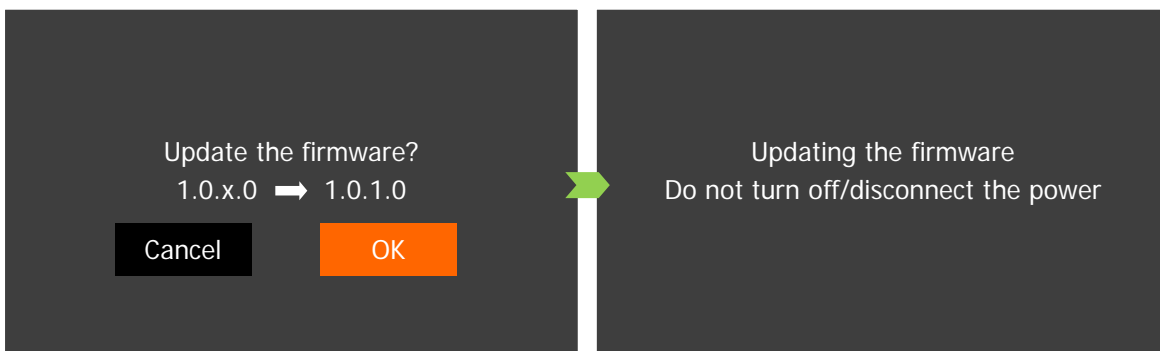 Update the firmware?
1.0.x.0 ➡ 1.0.1.0
Cancel
OK
Updating the firmware
Do not turn off/disconnect the power